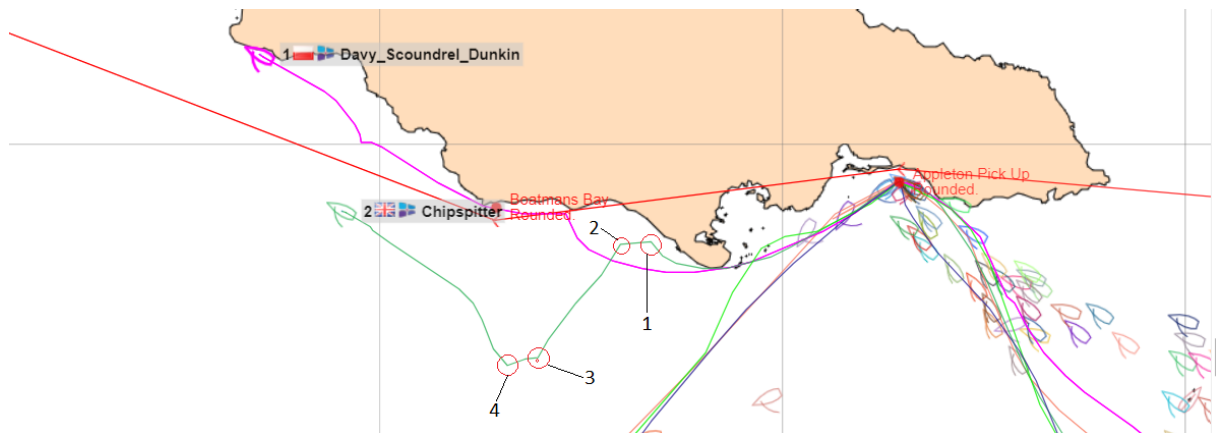 1 Davy_Scoundrel_Dunkin
Appleton Pick Up
Rounded.
Boatmans Bay
Rounded.
2 Chipspitter
2
1
3
4